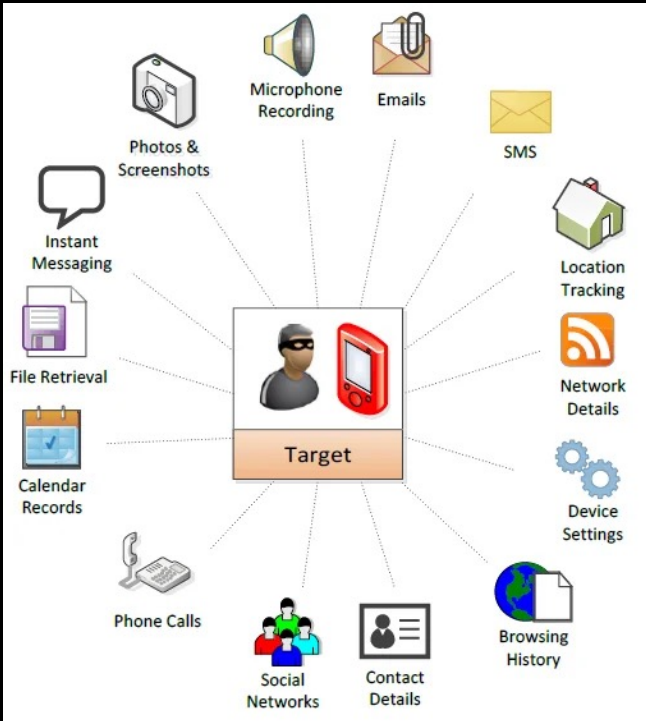 Microphone
Recording
Emails
SMS
Photos &
Screenshots
Location
Tracking
Instant
Messaging
Network
Details
File Retrieval
Target
Device
Settings
Calendar
Records
Browsing
History
Phone Calls
Social
Networks
Contact
Details